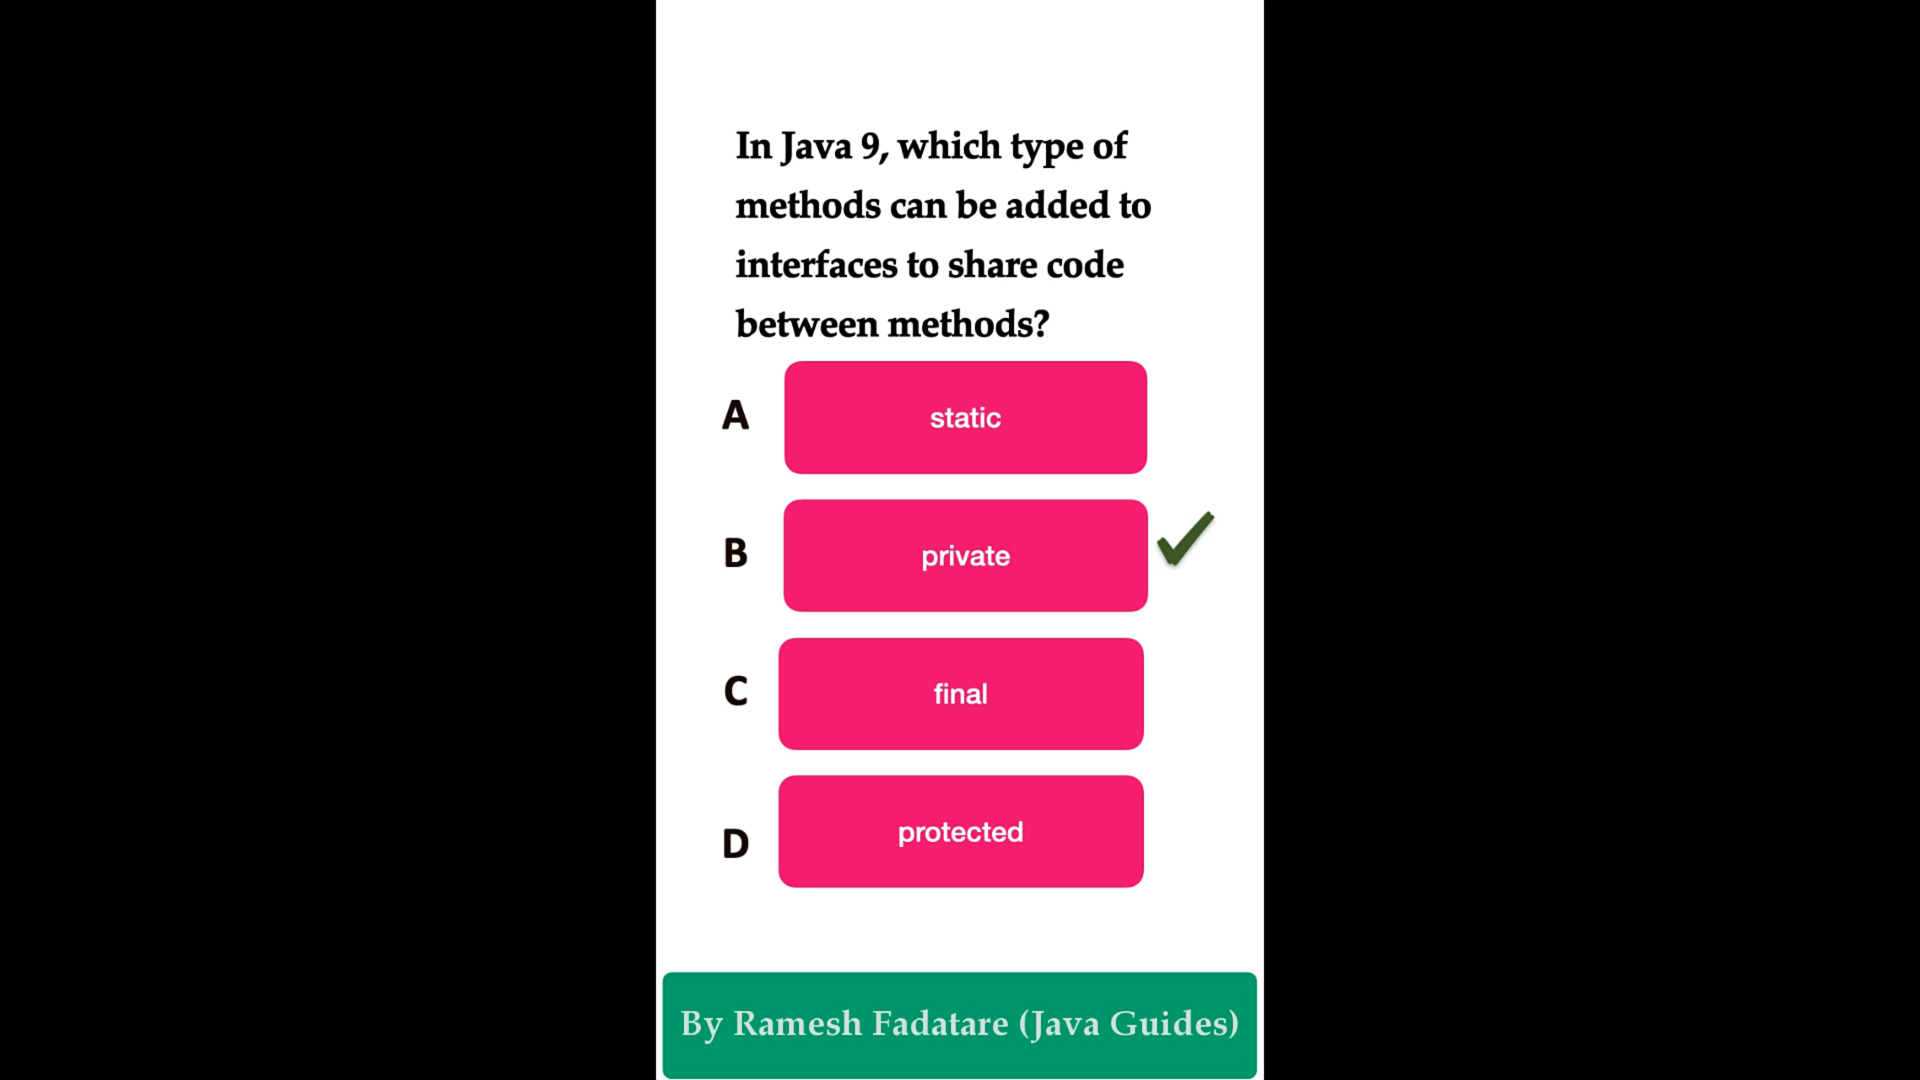 In Java 9, which type of
methods can be added to
interfaces to share code
between methods?
A static
B private
C final
D protected
By Ramesh Fadatare (Java Guides)